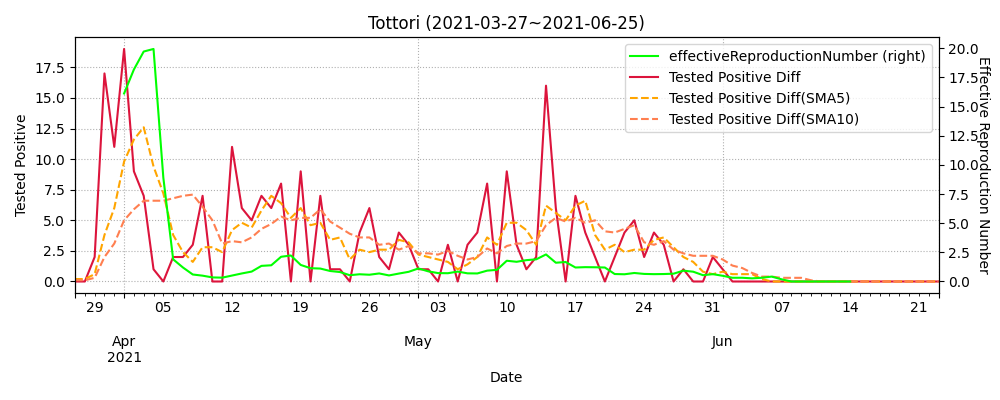 Tottori (2021-03-27~2021-06-25)
effectiveReproductionNumber (right)
Tested Positive Diff
Tested Positive Diff(SMA5)
Tested Positive Diff(SMA10)
Tested Positive
17.5
15.0
12.5
10.0
7.5
5.0
2.5
0.0
Effective Reproduction Number
20.0
17.5
15.0
12.5
10.0
7.5
5.0
2.5
0.0
29 05 12 19 26 03 10 17 24 31 07 14 21
Apr May Jun
2021
Date